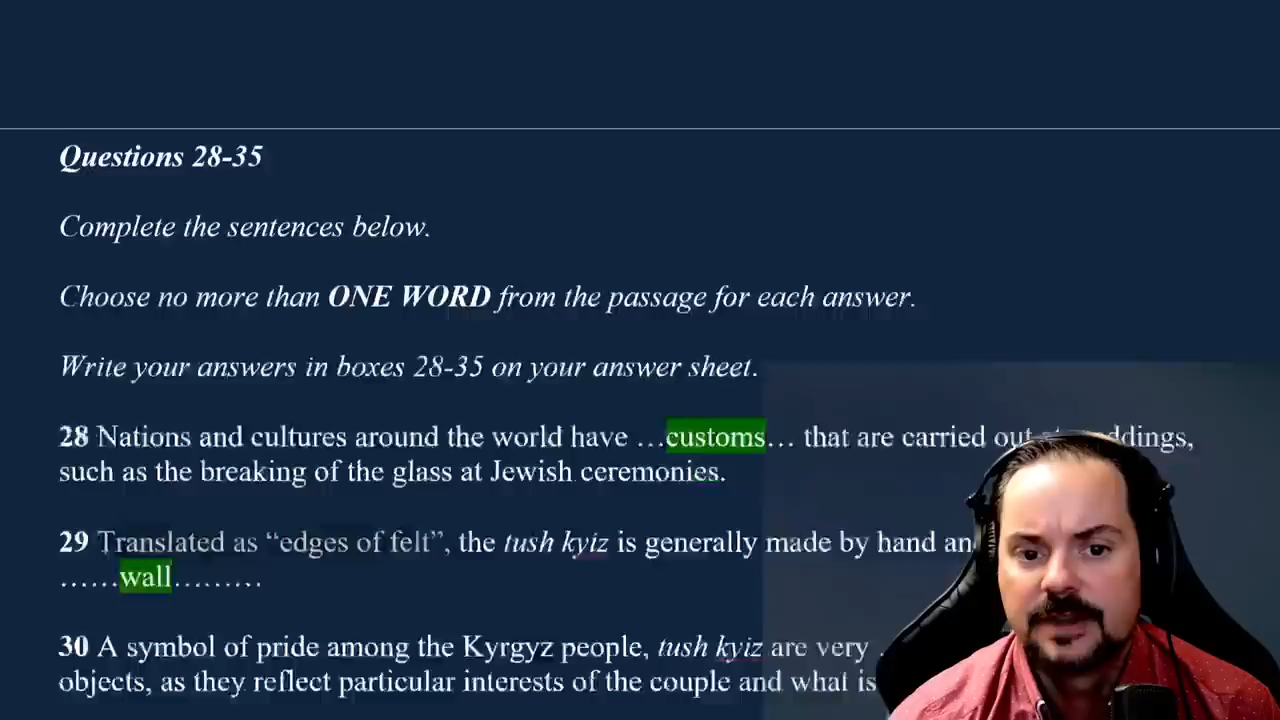 Questions 28-35
Complete the sentences below.
Choose no more than ONE WORD from the passage for each answer.
Write your answers in boxes 28-35 on your answer sheet.
28 Nations and cultures around the world have …customs… that are carried out at weddings,
such as the breaking of the glass at Jewish ceremonies.
29 Translated as “edges of felt”, the tush kyiz is generally made by hand
……wall………
30 A symbol of pride among the Kyrgyz people, tush kyiz are very
objects, as they reflect particular interests of the couple and what is